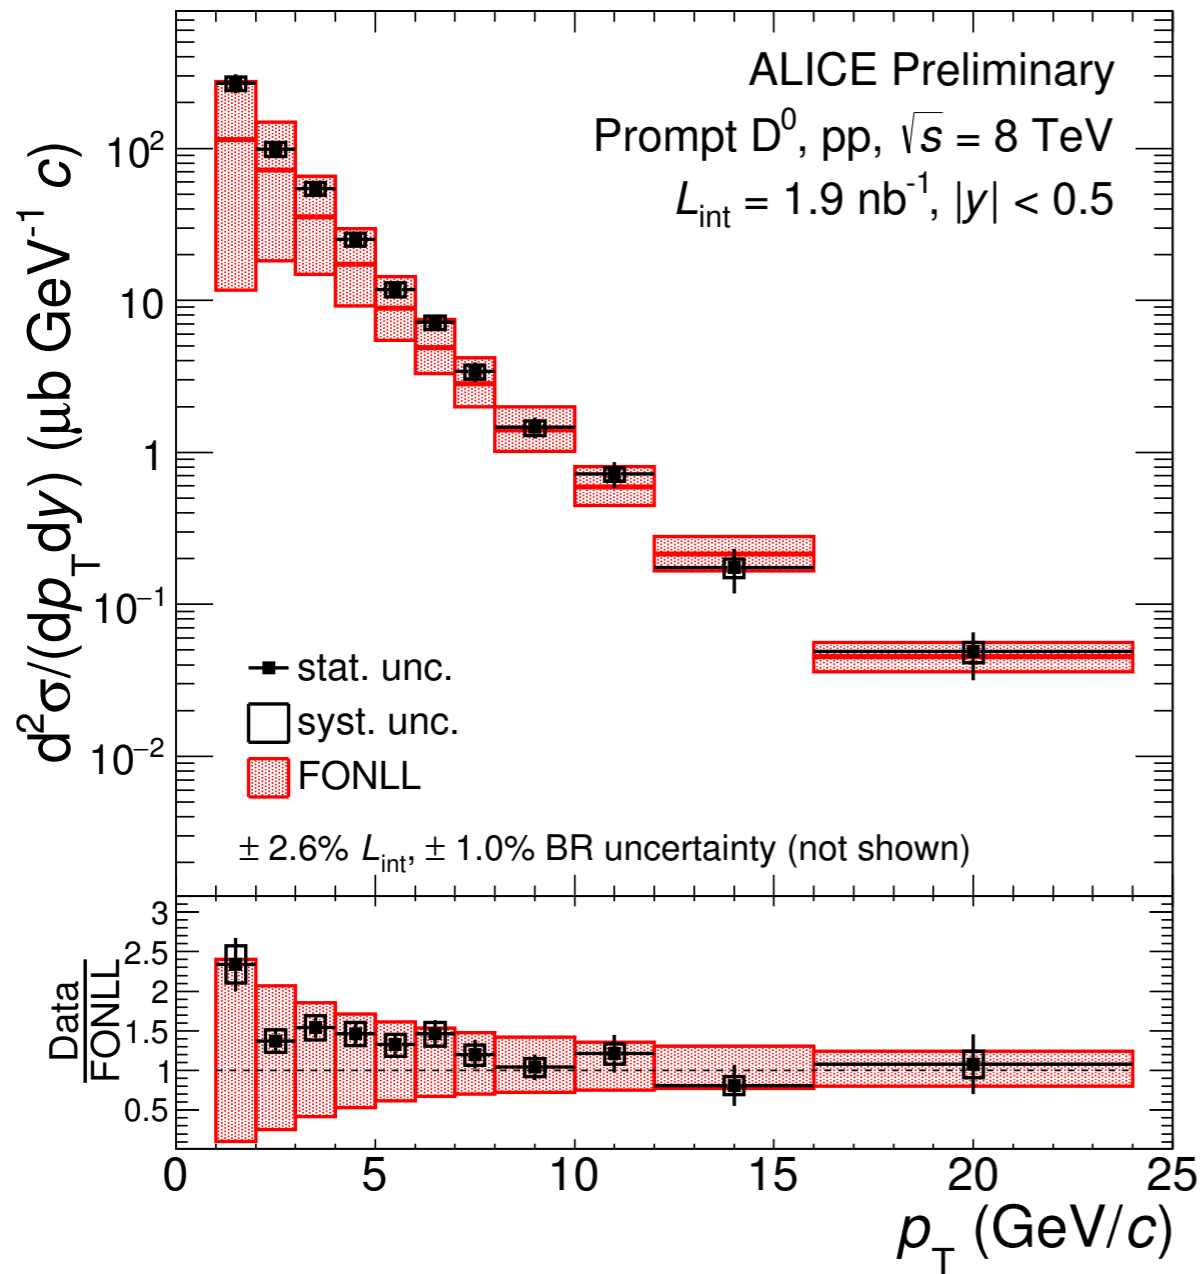 ALICE Preliminary
Prompt D⁰, pp, √s = 8 TeV
L_int = 1.9 nb⁻¹, |y| < 0.5
d²σ/(dp_T dy) (μb GeV⁻¹ c)
10²
10
1
10⁻¹
10⁻²
stat. unc.
syst. unc.
FONLL
± 2.6% L_int, ± 1.0% BR uncertainty (not shown)
Data
FONLL
3
2.5
2
1.5
1
0.5
0 5 10 15 20 25
p_T (GeV/c)